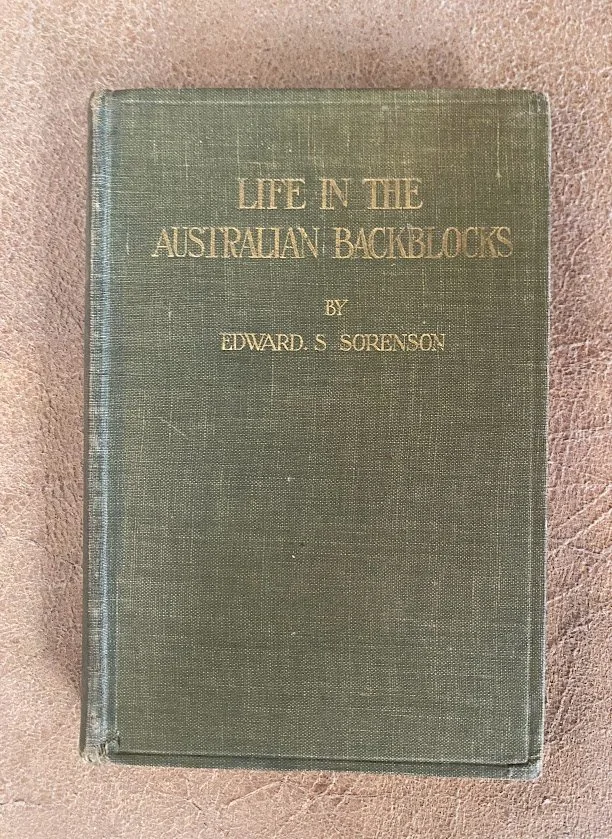 LIFE IN THE
AUSTRALIAN BACKBLOCKS
BY
EDWARD. S SORENSON